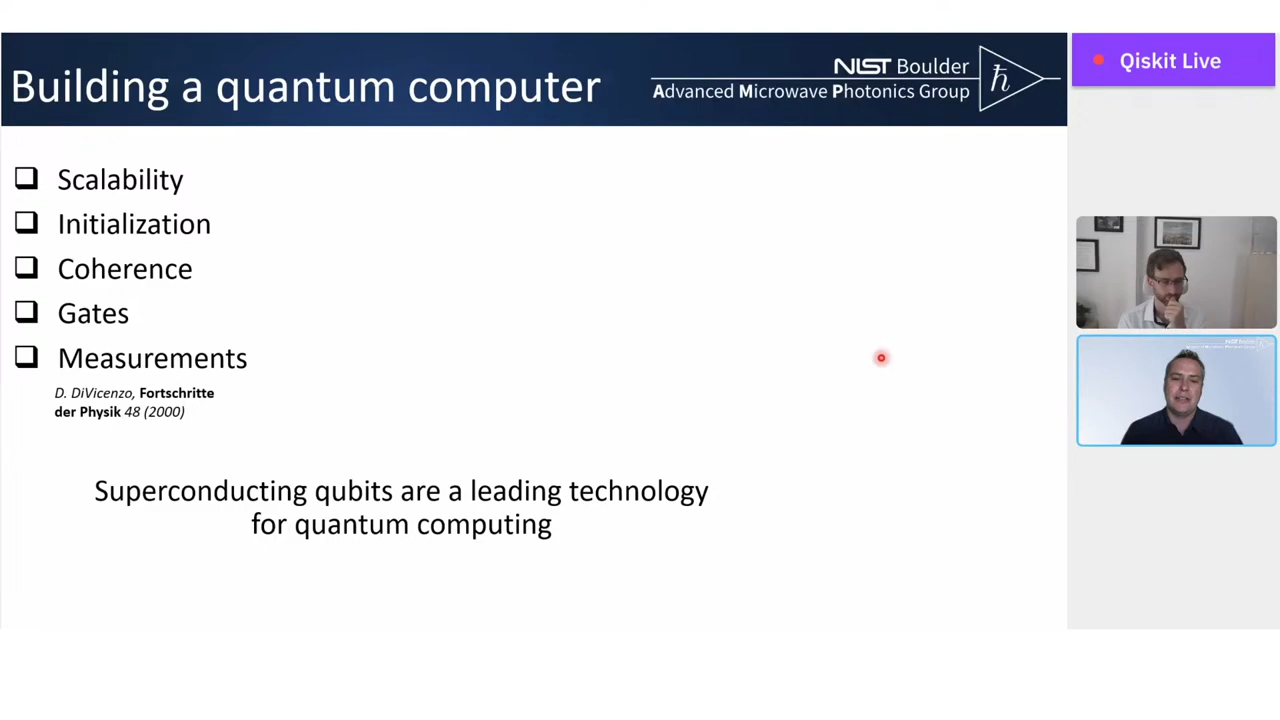 Building a quantum computer
NIST Boulder
Advanced Microwave Photonics Group
ħ
Qiskit Live
Scalability
Initialization
Coherence
Gates
Measurements
D. DiVicenzo, Fortschritte
der Physik 48 (2000)
Superconducting qubits are a leading technology
for quantum computing